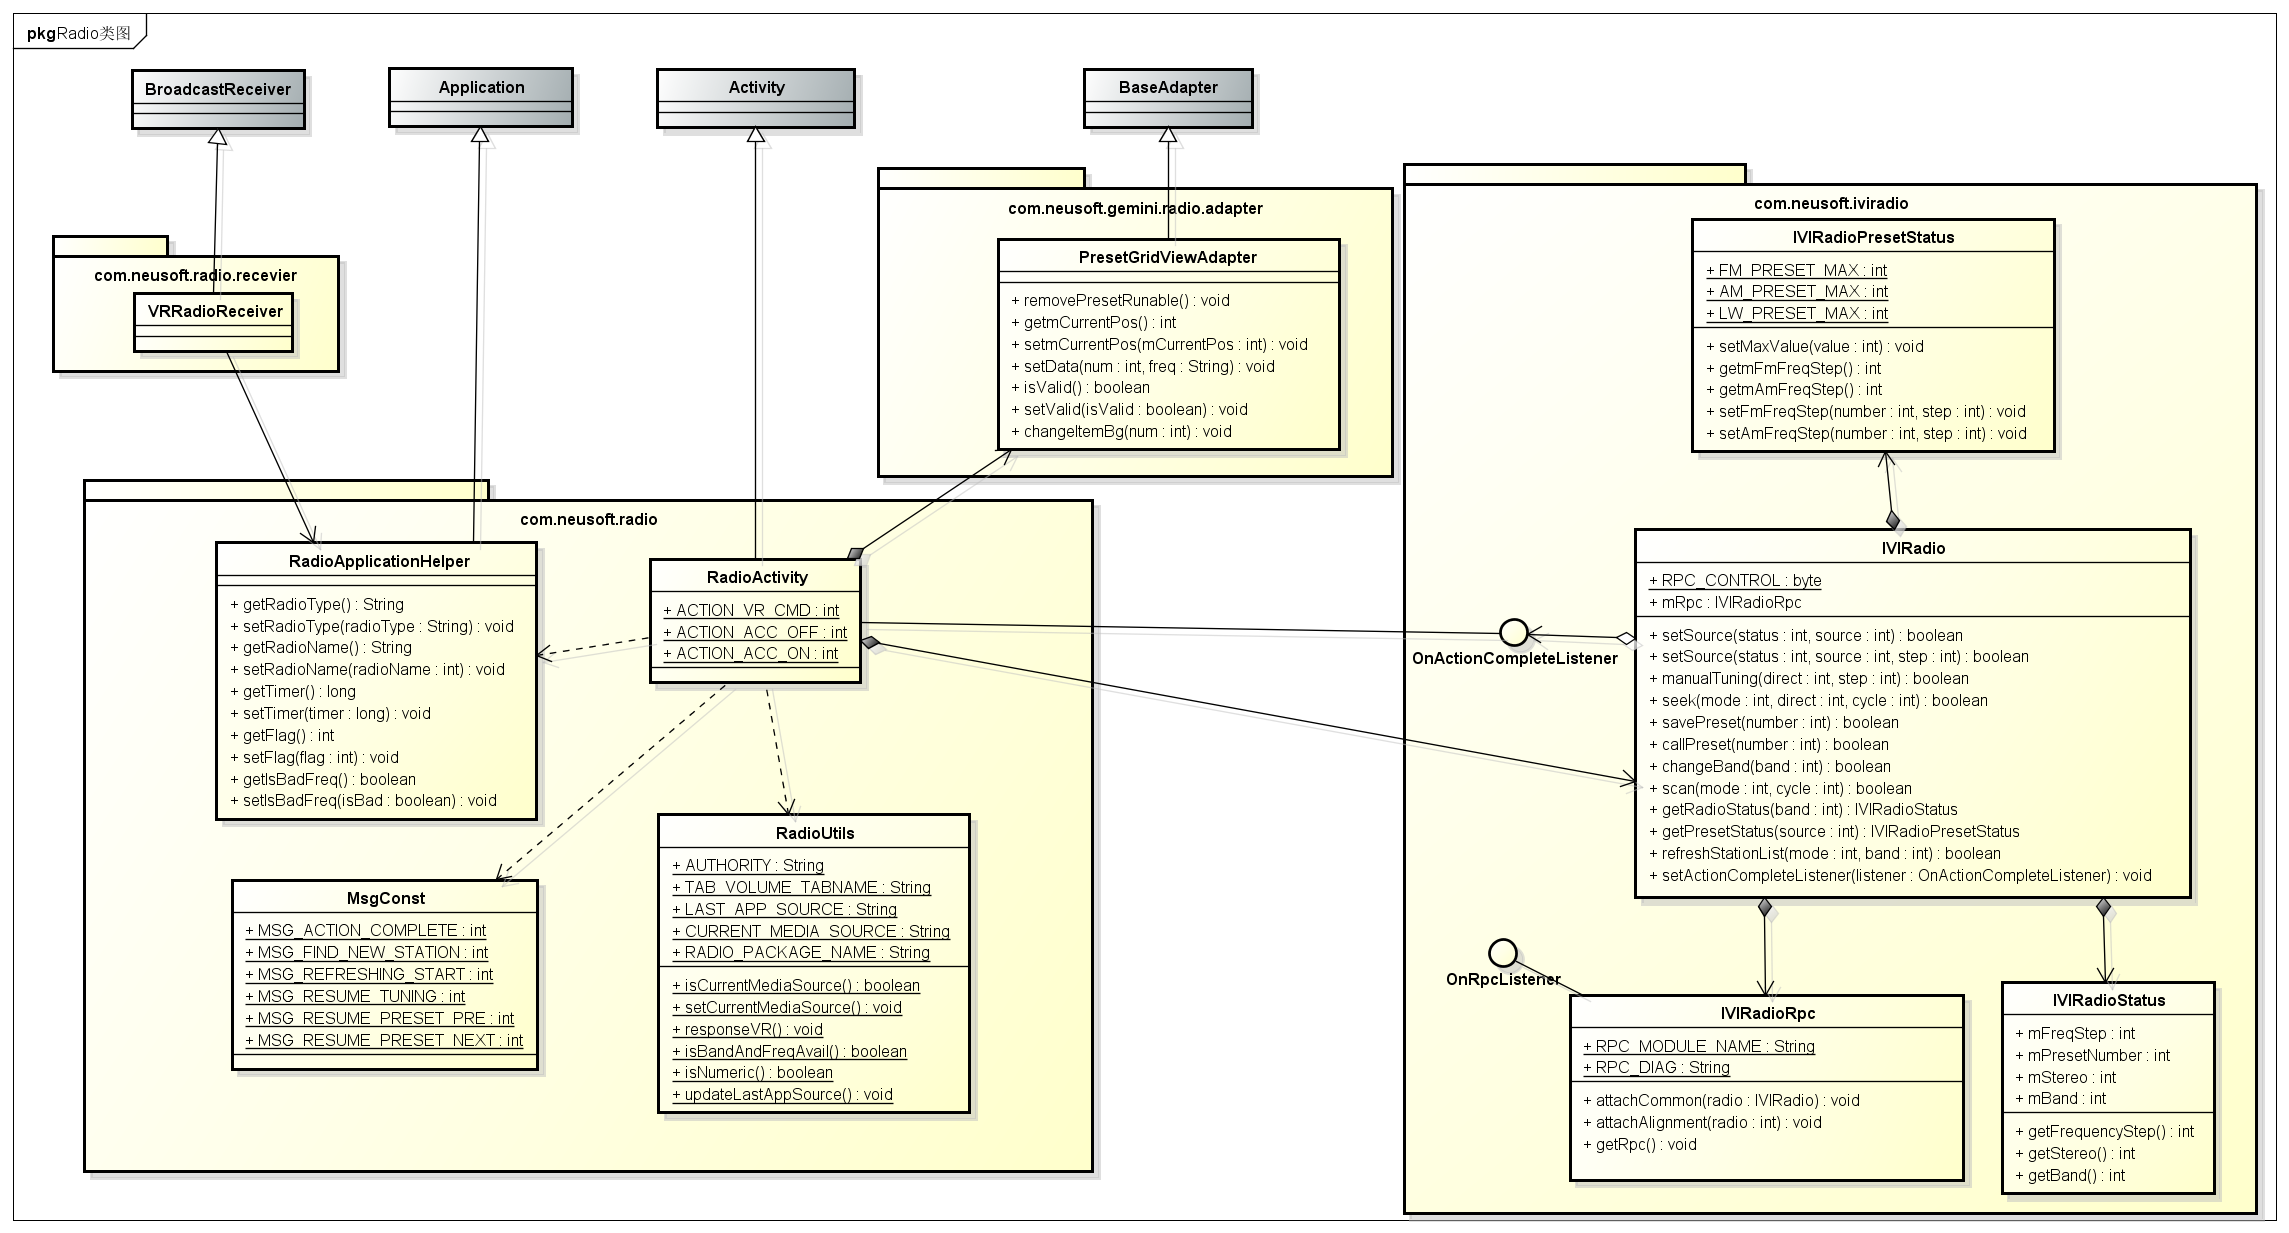 pkgRadio类图
BroadcastReceiver
Application
Activity
BaseAdapter
com.neusoft.radio.recevier
VRRadioReceiver
com.neusoft.gemini.radio.adapter
PresetGridViewAdapter
+ removePresetRunable() : void
+ getmCurrentPos() : int
+ setmCurrentPos(mCurrentPos : int) : void
+ setData(num : int, freq : String) : void
+ isValid() : boolean
+ setValid(isValid : boolean) : void
+ changeItemBg(num : int) : void
com.neusoft.radio
RadioApplicationHelper
+ getRadioType() : String
+ setRadioType(radioType : String) : void
+ getRadioName() : String
+ setRadioName(radioName : int) : void
+ getTimer() : long
+ setTimer(timer : long) : void
+ getFlag() : int
+ setFlag(flag : int) : void
+ getIsBadFreq() : boolean
+ setIsBadFreq(isBad : boolean) : void
RadioActivity
+ ACTION_VR_CMD : int
+ ACTION_ACC_OFF : int
+ ACTION_ACC_ON : int
MsgConst
+ MSG_ACTION_COMPLETE : int
+ MSG_FIND_NEW_STATION : int
+ MSG_REFRESHING_START : int
+ MSG_RESUME_TUNING : int
+ MSG_RESUME_PRESET_PRE : int
+ MSG_RESUME_PRESET_NEXT : int
RadioUtils
+ AUTHORITY : String
+ TAB_VOLUME_TABNAME : String
+ LAST_APP_SOURCE : String
+ CURRENT_MEDIA_SOURCE : String
+ RADIO_PACKAGE_NAME : String
+ isCurrentMediaSource() : boolean
+ setCurrentMediaSource() : void
+ responseVR() : void
+ isBandAndFreqAvail() : boolean
+ isNumeric() : boolean
+ updateLastAppSource() : void
com.neusoft.iviradio
IVIRadioPresetStatus
+ FM_PRESET_MAX : int
+ AM_PRESET_MAX : int
+ LW_PRESET_MAX : int
+ setMaxValue(value : int) : void
+ getmFmFreqStep() : int
+ getmAmFreqStep() : int
+ setFmFreqStep(number : int, step : int) : void
+ setAmFreqStep(number : int, step : int) : void
IVIRadio
+ RPC_CONTROL : byte
+ mRpc : IVIRadioRpc
+ setSource(status : int, source : int) : boolean
+ setSource(status : int, source : int, step : int) : boolean
+ manualTuning(direct : int, step : int) : boolean
+ seek(mode : int, direct : int, cycle : int) : boolean
+ savePreset(number : int) : boolean
+ callPreset(number : int) : boolean
+ changeBand(band : int) : boolean
+ scan(mode : int, cycle : int) : boolean
+ getRadioStatus(band : int) : IVIRadioStatus
+ getPresetStatus(source : int) : IVIRadioPresetStatus
+ refreshStationList(mode : int, band : int) : boolean
+ setActionCompleteListener(listener : OnActionCompleteListener) : void
OnActionCompleteListener
OnRpcListener
IVIRadioRpc
+ RPC_MODULE_NAME : String
+ RPC_DIAG : String
+ attachCommon(radio : IVIRadio) : void
+ attachAlignment(radio : int) : void
+ getRpc() : void
IVIRadioStatus
+ mFreqStep : int
+ mPresetNumber : int
+ mStereo : int
+ mBand : int
+ getFrequencyStep() : int
+ getStereo() : int
+ getBand() : int